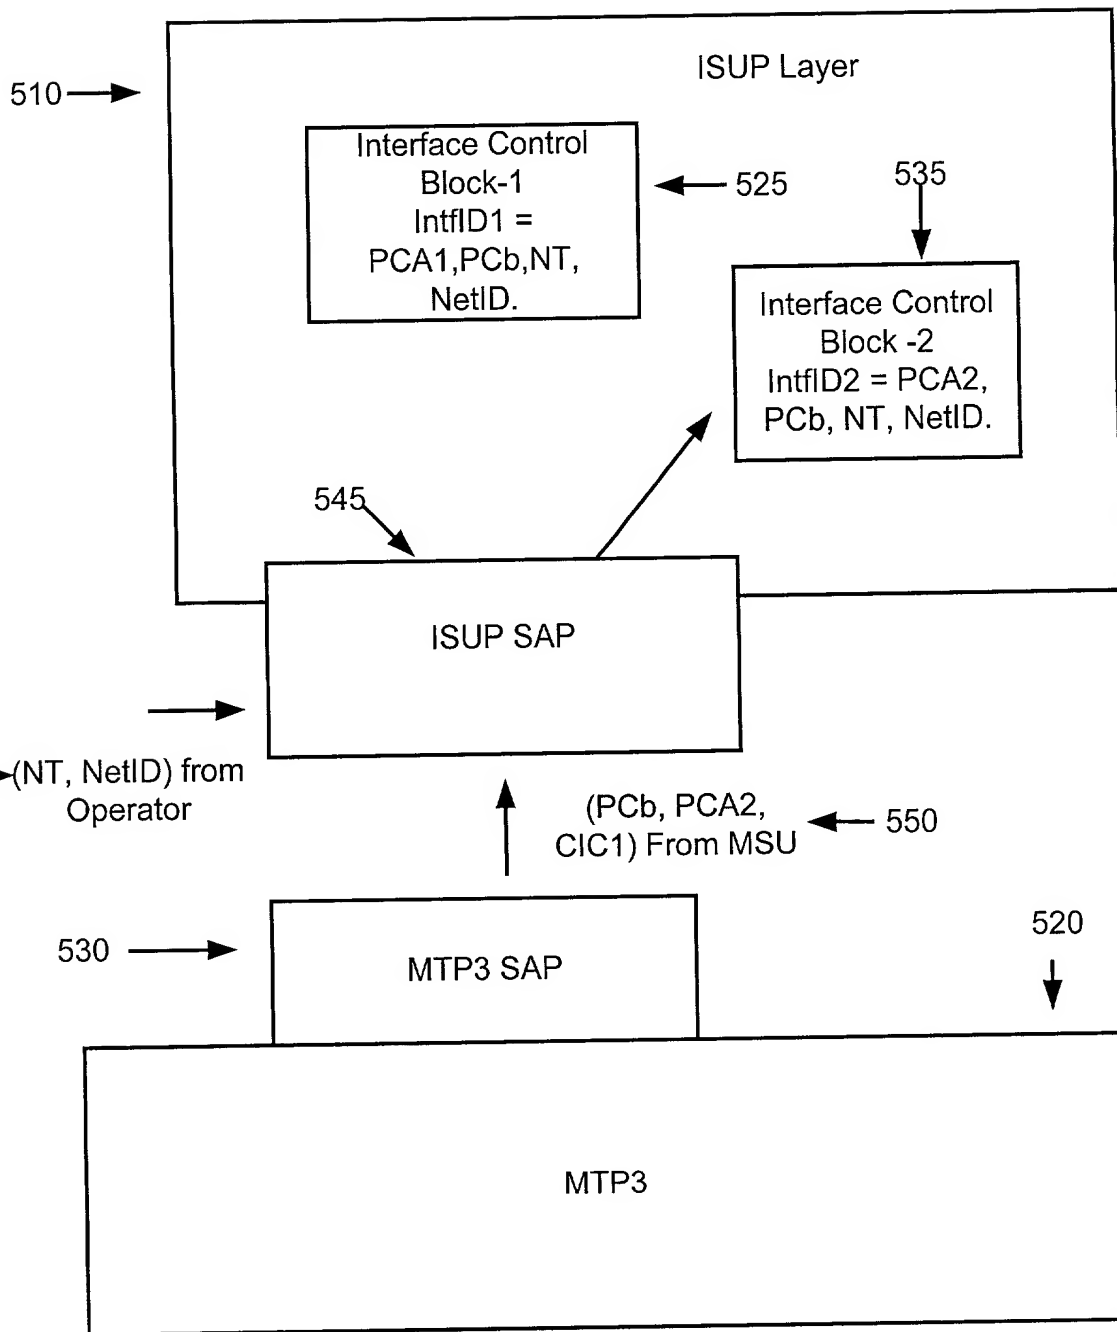 ISUP Layer
510
Interface Control
Block-1
IntfID1 =
PCA1,PCb,NT,
NetID.
525
535
Interface Control
Block -2
IntfID2 = PCA2,
PCb, NT, NetID.
545
ISUP SAP
(NT, NetID) from
Operator
(PCb, PCA2,
CIC1) From MSU
550
530
MTP3 SAP
520
MTP3